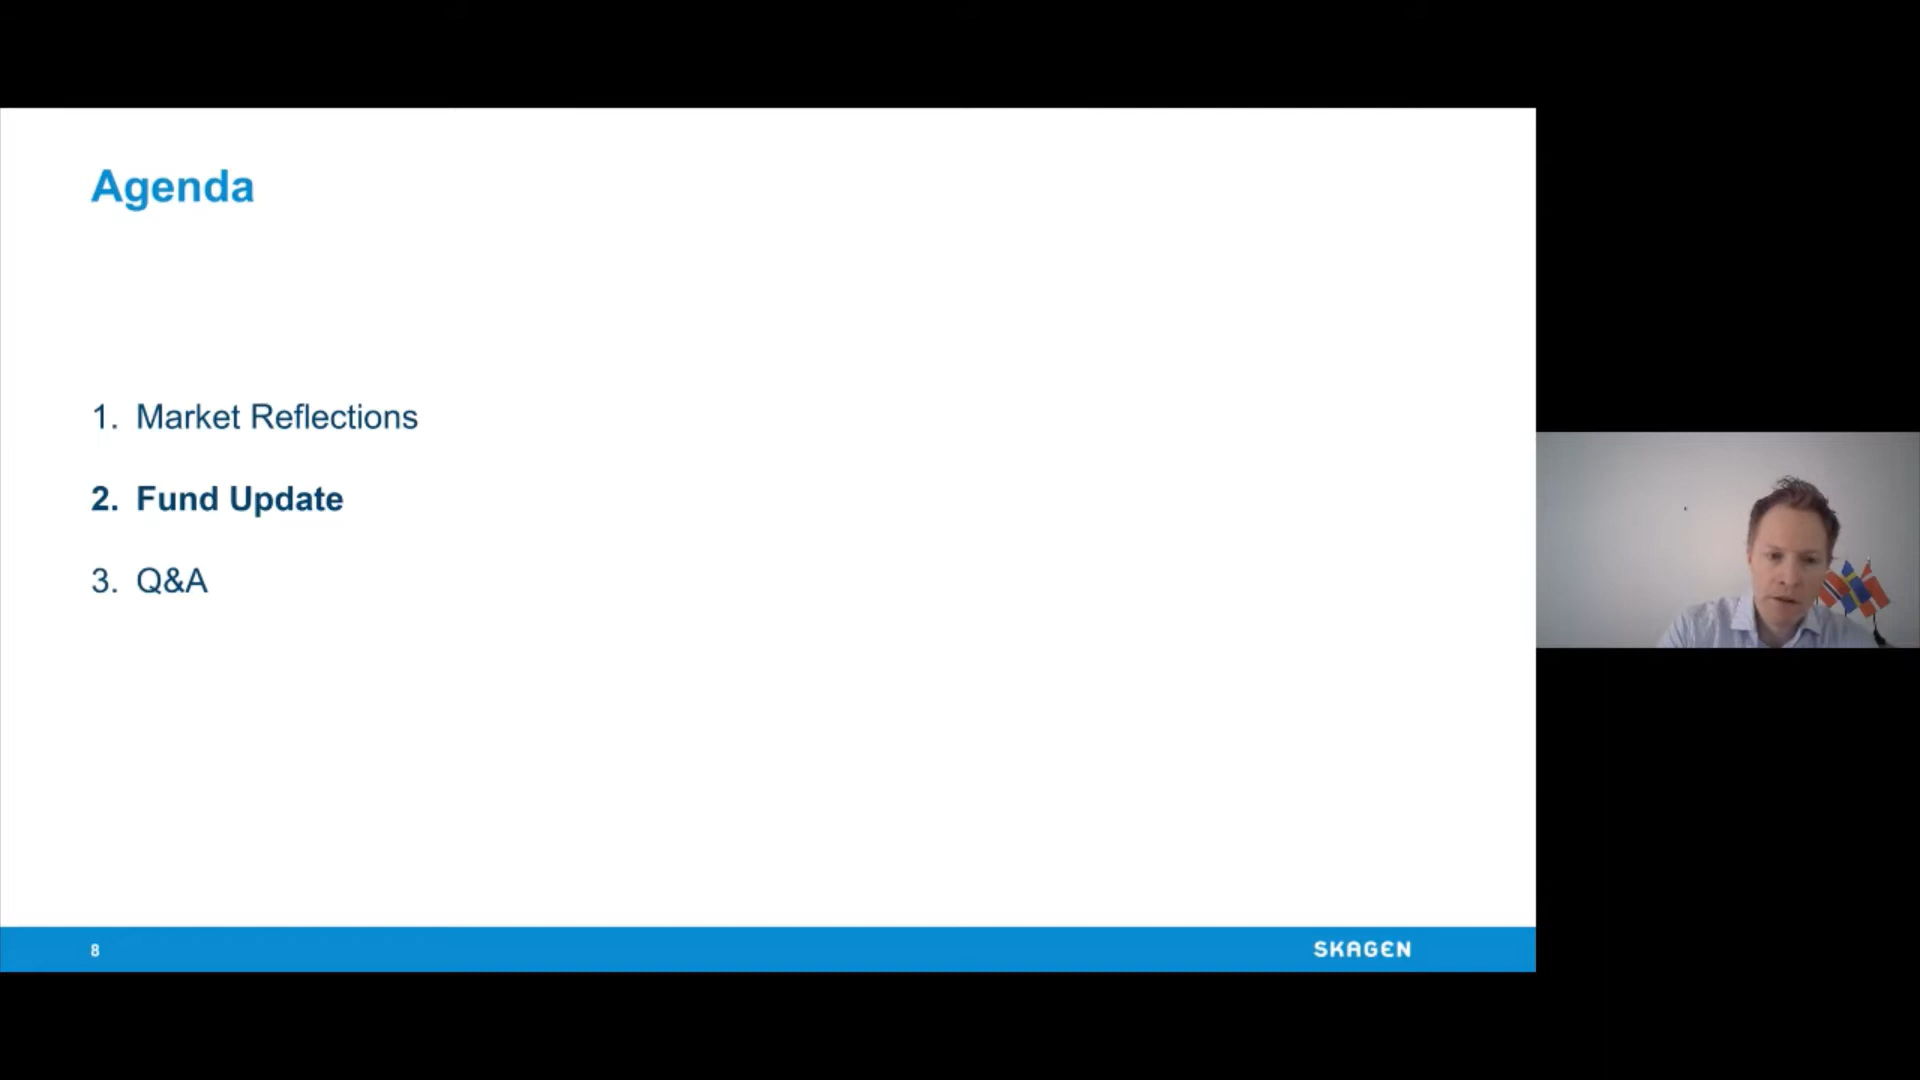 Agenda
1. Market Reflections
2. Fund Update
3. Q&A
8
SKAGEN